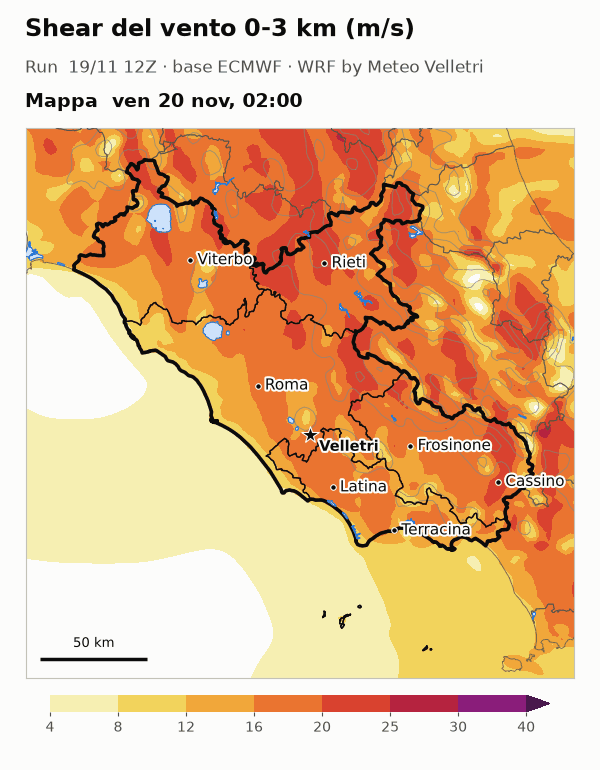 Shear del vento 0-3 km (m/s)
Run  19/11 12Z · base ECMWF · WRF by Meteo Velletri
Mappa  ven 20 nov, 02:00
Viterbo
Rieti
Roma
Velletri
Frosinone
Latina
Cassino
Terracina
50 km
4 8 12 16 20 25 30 40